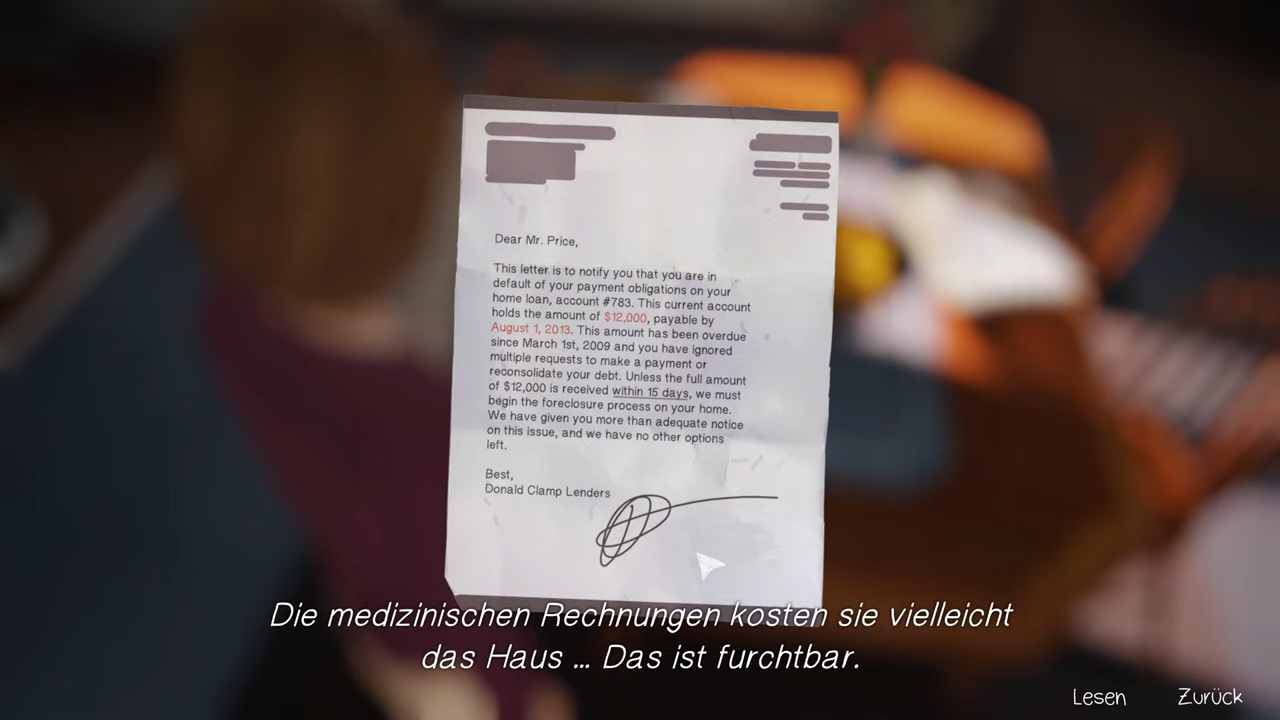 Dear Mr. Price,
This letter is to notify you that you are in
default of your payment obligations on your
home loan, account #783. This current account
holds the amount of $12,000, payable by
August 1, 2013. This amount has been overdue
since March 1st, 2009 and you have ignored
multiple requests to make a payment or
reconsolidate your debt. Unless the full amount
of $12,000 is received within 15 days, we must
begin the foreclosure process on your home.
We have given you more than adequate notice
on this issue, and we have no other options
left.
Best,
Donald Clamp Lenders
Die medizinischen Rechnungen kosten sie vielleicht
das Haus ... Das ist furchtbar.
Lesen Zurück